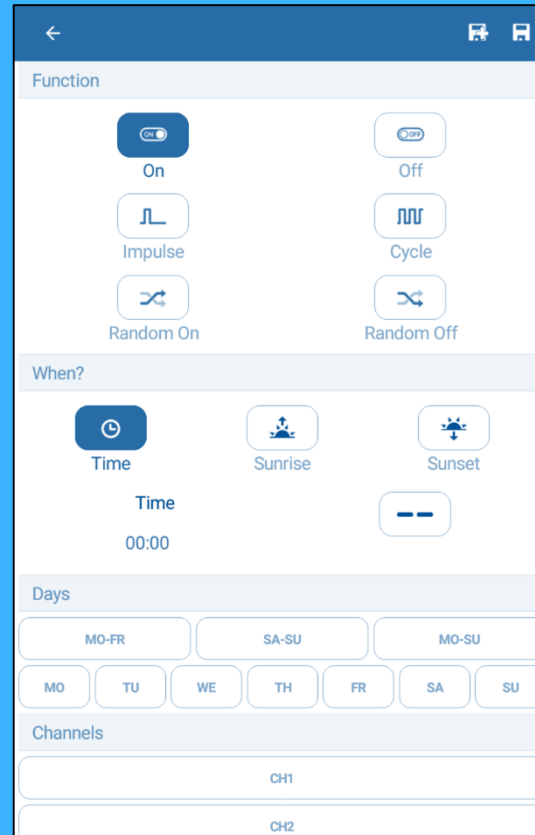 Function
ON
OFF
On
Off
Impulse
Cycle
Random On
Random Off
When?
Time
Sunrise
Sunset
Time
00:00
Days
MO-FR
SA-SU
MO-SU
MO
TU
WE
TH
FR
SA
SU
Channels
CH1
CH2